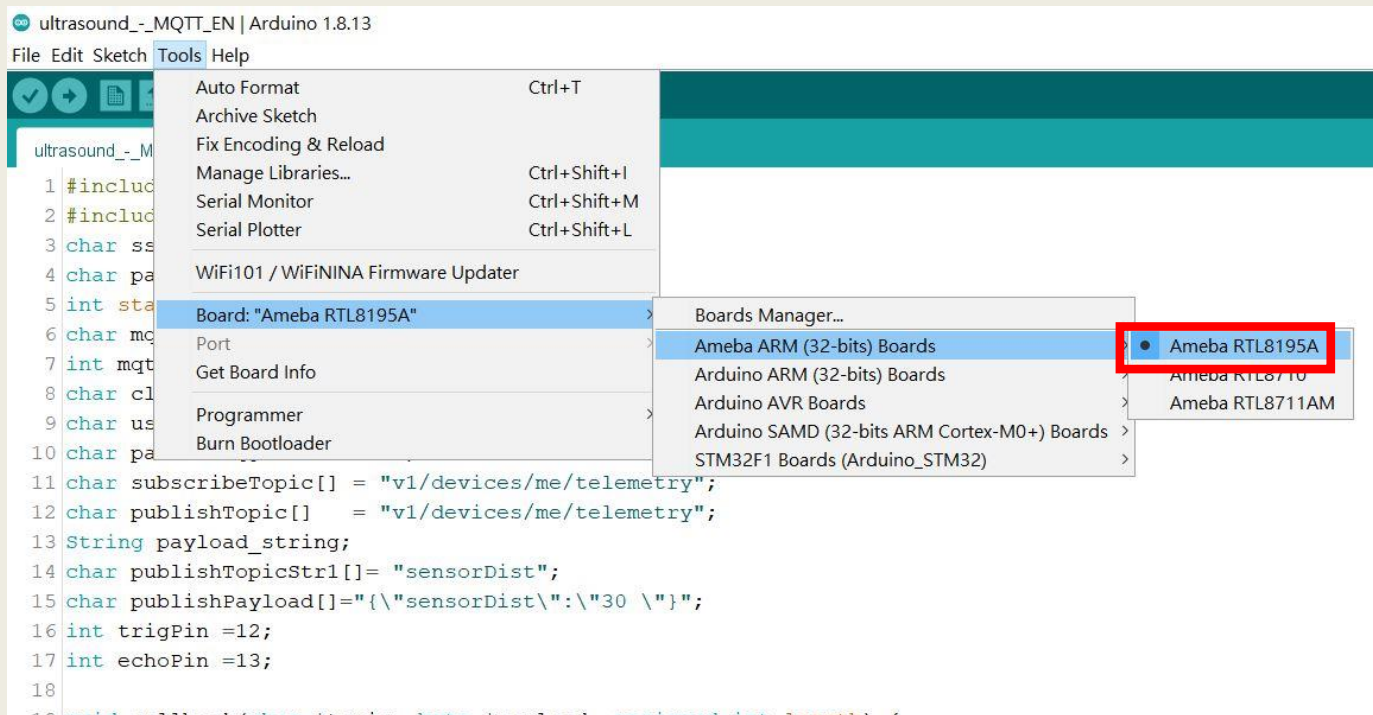 ultrasound_-_MQTT_EN | Arduino 1.8.13
File Edit Sketch Tools Help
Auto Format Ctrl+T
Archive Sketch
Fix Encoding & Reload
Manage Libraries... Ctrl+Shift+I
Serial Monitor Ctrl+Shift+M
Serial Plotter Ctrl+Shift+L
WiFi101 / WiFiNINA Firmware Updater
Board: "Ameba RTL8195A"
Port
Get Board Info
Programmer
Burn Bootloader
Boards Manager...
Ameba ARM (32-bits) Boards
Arduino ARM (32-bits) Boards
Arduino AVR Boards
Arduino SAMD (32-bits ARM Cortex-M0+) Boards
STM32F1 Boards (Arduino_STM32)
Ameba RTL8195A
Ameba RTL8710
Ameba RTL8711AM
ultrasound_-_M
1 #includ
2 #includ
3 char ss
4 char pa
5 int sta
6 char mq
7 int mqt
8 char cl
9 char us
10 char pa
11 char subscribeTopic[] = "v1/devices/me/telemetry";
12 char publishTopic[]   = "v1/devices/me/telemetry";
13 String payload_string;
14 char publishTopicStr1[]= "sensorDist";
15 char publishPayload[]="{\"sensorDist\":\"30 \"}";
16 int trigPin =12;
17 int echoPin =13;
18